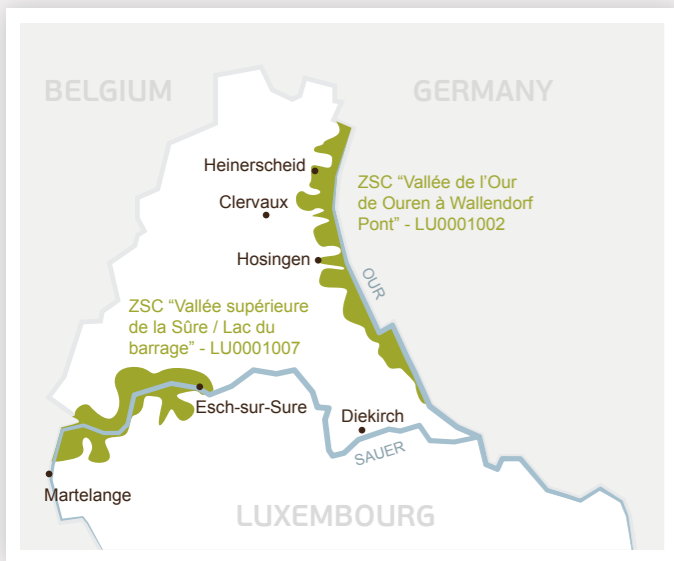 BELGIUM
GERMANY
Heinerscheid
Clervaux
ZSC “Vallée de l’Our
de Ouren à Wallendorf
Pont” - LU0001002
Hosingen
OUR
ZSC “Vallée supérieure
de la Sûre / Lac du
barrage” - LU0001007
Esch-sur-Sure
Diekirch
SAUER
Martelange
LUXEMBOURG